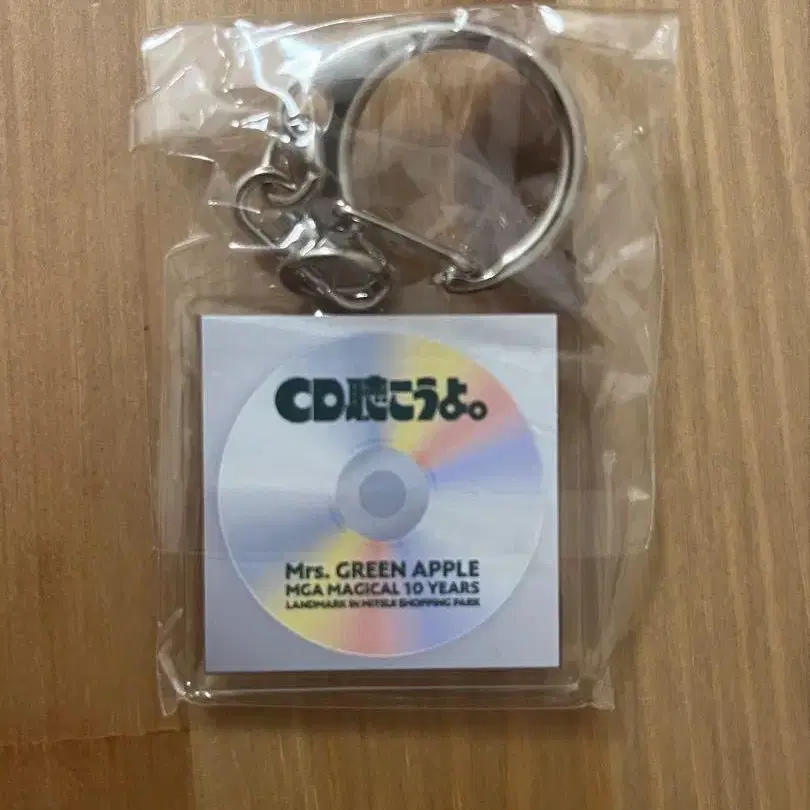 CD聴こうよ。
Mrs. GREEN APPLE
MGA MAGICAL 10 YEARS
LANDMARK IN MITSUI SHOPPING PARK